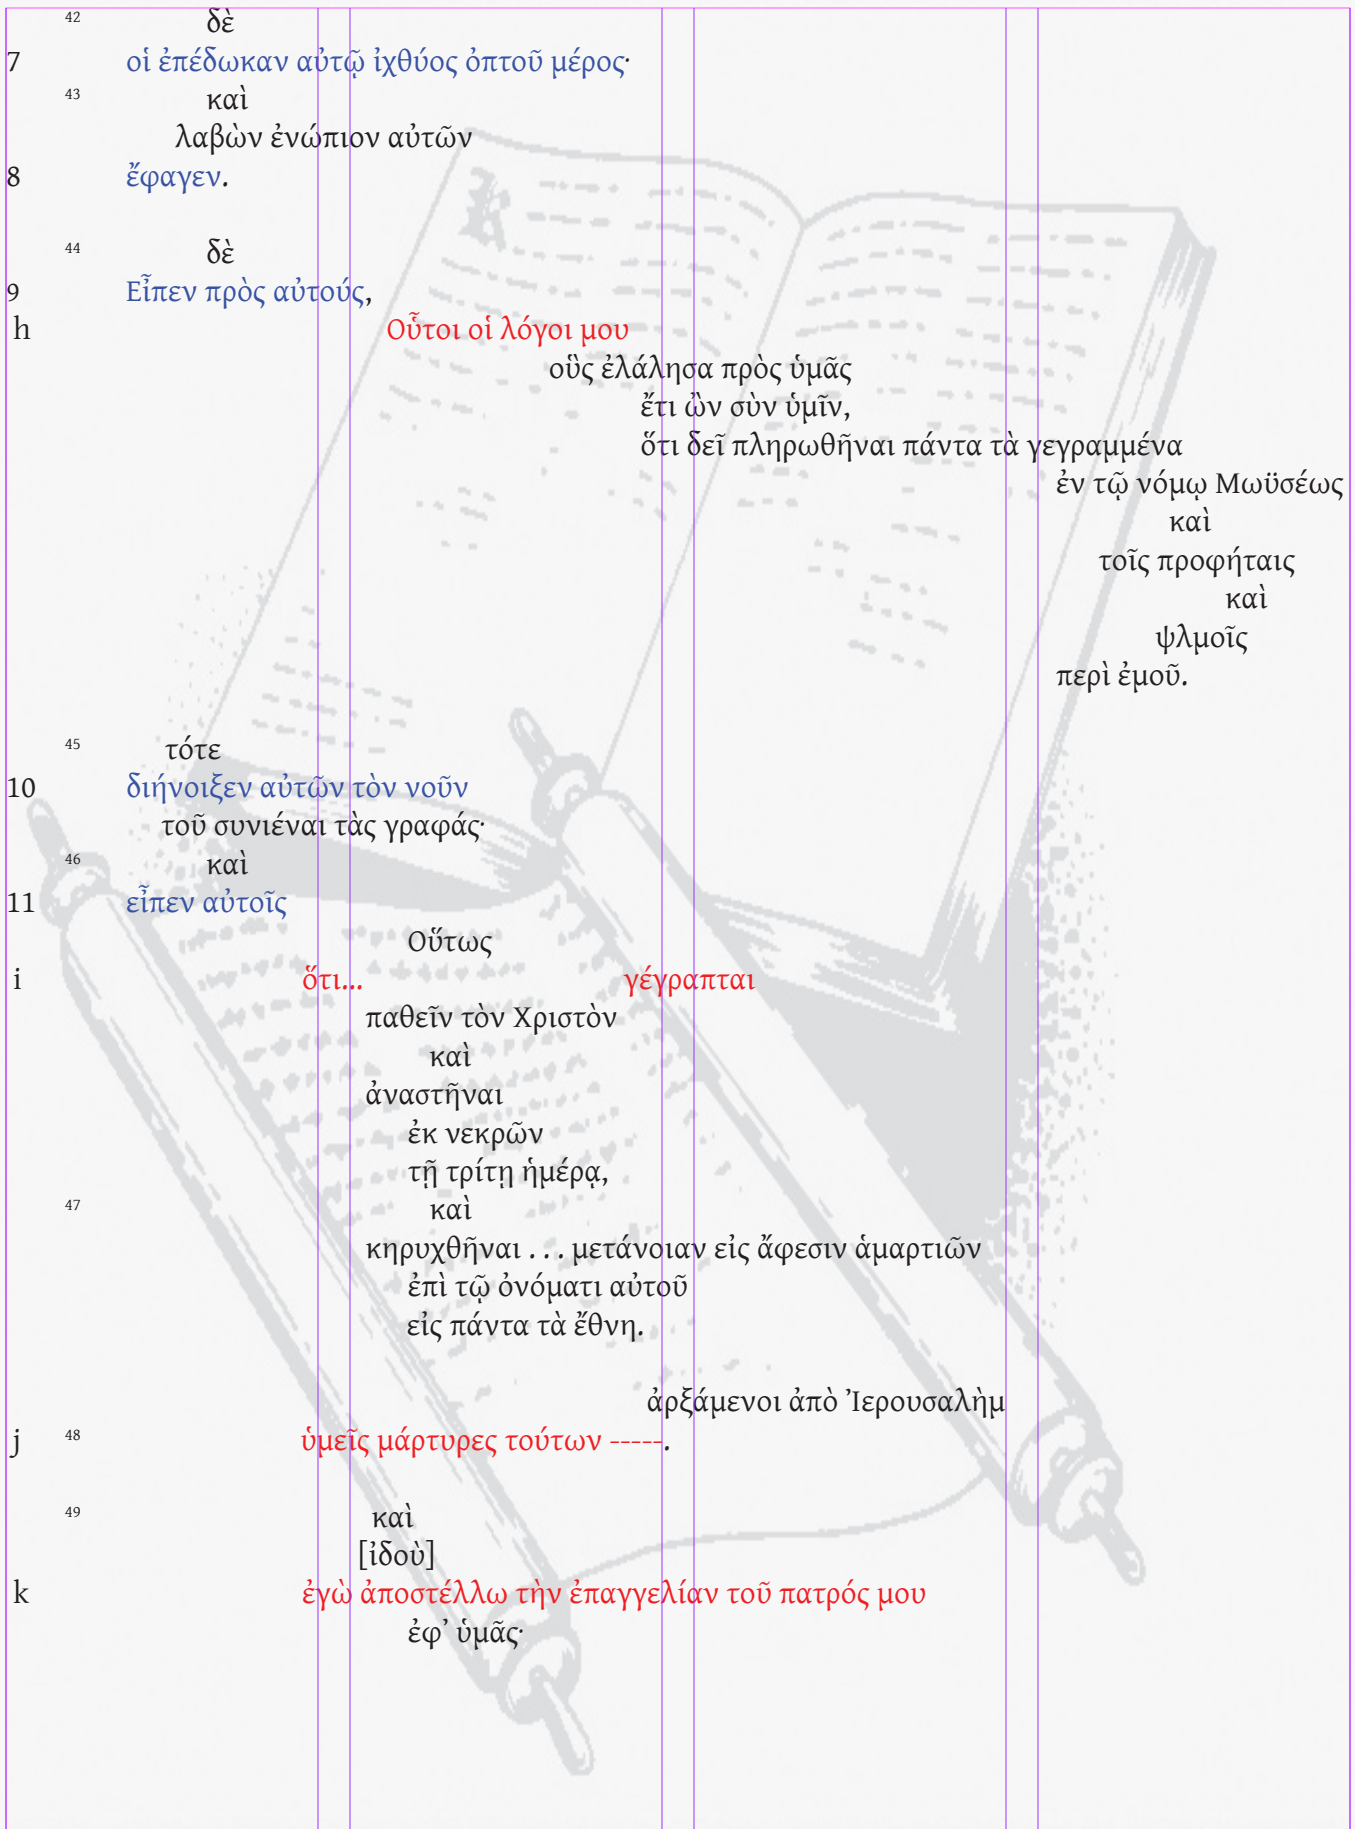 42 δὲ
7 οἱ ἐπέδωκαν αὐτῷ ἰχθύος ὀπτοῦ μέρος·
43 καὶ
λαβὼν ἐνώπιον αὐτῶν
8 ἔφαγεν.
44 δὲ
9 Εἶπεν πρὸς αὐτούς,
h Οὗτοι οἱ λόγοι μου
οὓς ἐλάλησα πρὸς ὑμᾶς
ἔτι ὢν σὺν ὑμῖν,
ὅτι δεῖ πληρωθῆναι πάντα τὰ γεγραμμένα
ἐν τῷ νόμῳ Μωϋσέως
καὶ
τοῖς προφήταις
καὶ
ψλμοῖς
περὶ ἐμοῦ.
45 τότε
10 διήνοιξεν αὐτῶν τὸν νοῦν
τοῦ συνιέναι τὰς γραφάς·
46 καὶ
11 εἶπεν αὐτοῖς
Οὕτως
i ὅτι... γέγραπται
παθεῖν τὸν Χριστὸν
καὶ
ἀναστῆναι
ἐκ νεκρῶν
τῇ τρίτῃ ἡμέρᾳ,
47 καὶ
κηρυχθῆναι . . . μετάνοιαν εἰς ἄφεσιν ἁμαρτιῶν
ἐπὶ τῷ ὀνόματι αὐτοῦ
εἰς πάντα τὰ ἔθνη.
ἀρξάμενοι ἀπὸ Ἰερουσαλὴμ
j 48 ὑμεῖς μάρτυρες τούτων -----.
49 καὶ
[ἰδοὺ]
k ἐγὼ ἀποστέλλω τὴν ἐπαγγελίαν τοῦ πατρός μου
ἐφ᾽ ὑμᾶς·